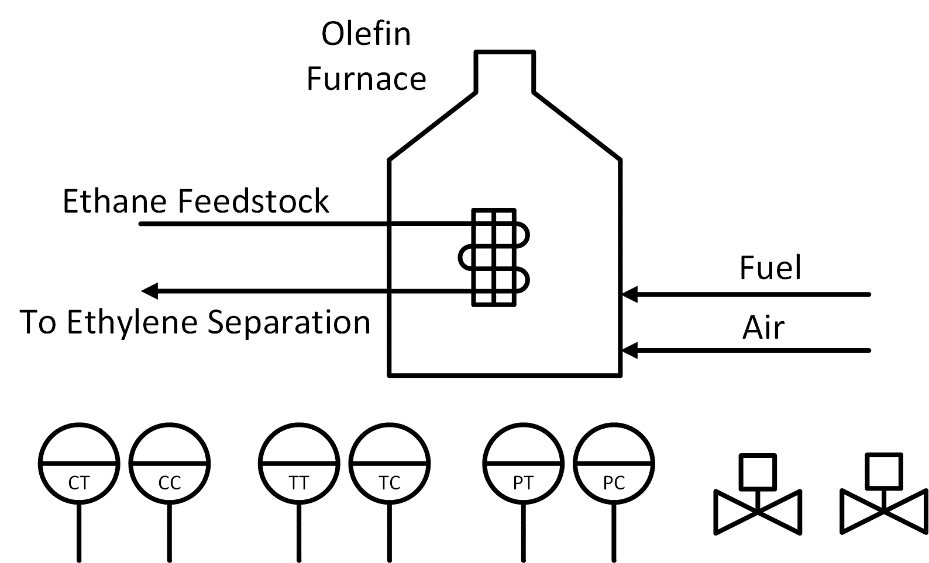 Olefin
Furnace
Ethane Feedstock
Fuel
To Ethylene Separation
Air
CT CC TT TC PT PC